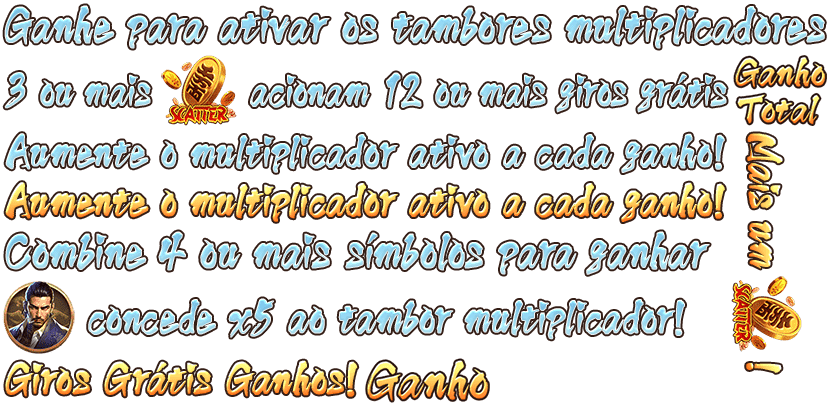 Ganhe para ativar os tambores multiplicadores
3 ou mais SCATTER acionam 12 ou mais giros grátis
Ganho
Total
Aumente o multiplicador ativo a cada ganho!
Aumente o multiplicador ativo a cada ganho!
Combine 4 ou mais símbolos para ganhar
concede x5 ao tambor multiplicador!
Giros Grátis Ganhos! Ganho
Mais um SCATTER !